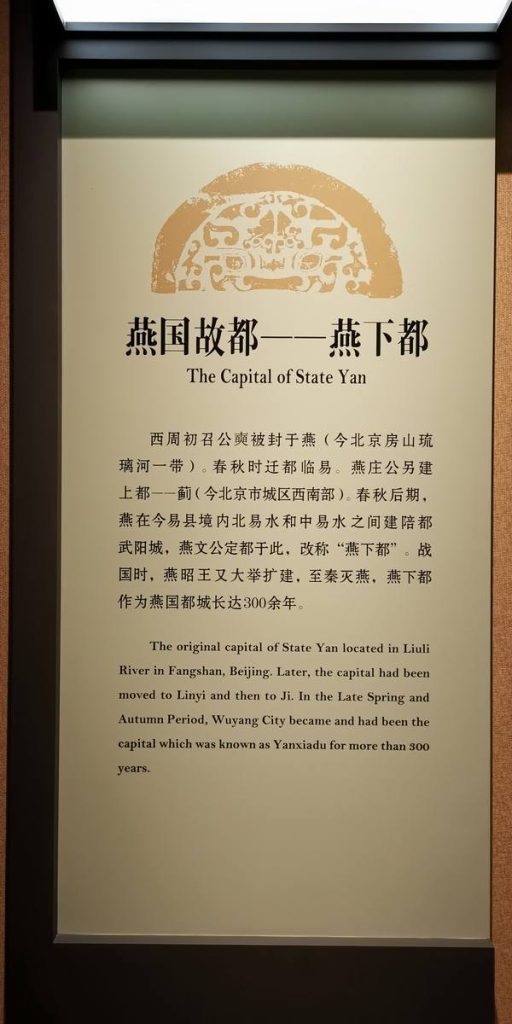 燕国故都——燕下都
The Capital of State Yan
西周初召公奭被封于燕（今北京房山琉
璃河一带）。春秋时迁都临易。燕庄公另建
上都——蓟（今北京市城区西南部）。春秋后期，
燕在今易县境内北易水和中易水之间建陪都
武阳城，燕文公定都于此，改称“燕下都”。战
国时，燕昭王又大举扩建，至秦灭燕，燕下都
作为燕国都城长达300余年。
The original capital of State Yan located in Liuli
River in Fangshan, Beijing. Later, the capital had been
moved to Linyi and then to Ji. In the Late Spring and
Autumn Period, Wuyang City became and had been the
capital which was known as Yanxiadu for more than 300
years.